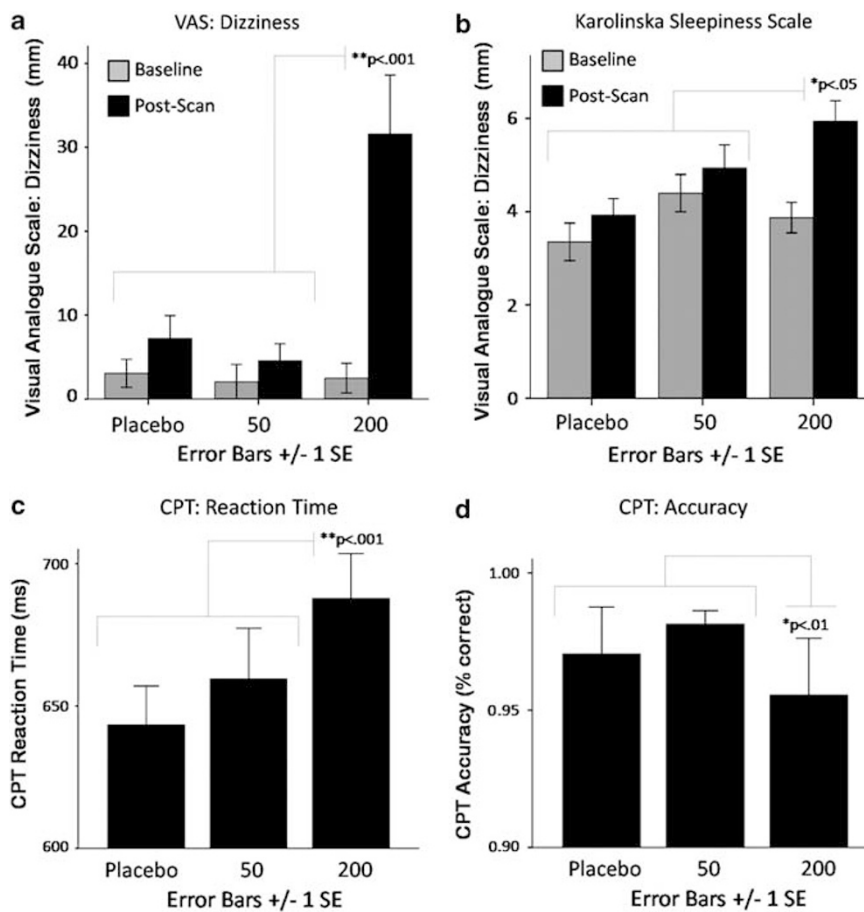 a
VAS: Dizziness
Visual Analogue Scale: Dizziness (mm)
40
30
20
10
0
Baseline
Post-Scan
**p<.001
Placebo 50 200
Error Bars +/- 1 SE
b
Karolinska Sleepiness Scale
Visual Analogue Scale: Dizziness (mm)
6
4
2
0
Baseline
Post-Scan
*p<.05
Placebo 50 200
Error Bars +/- 1 SE
c
CPT: Reaction Time
CPT Reaction Time (ms)
700
650
600
**p<.001
Placebo 50 200
Error Bars +/- 1 SE
d
CPT: Accuracy
CPT Accuracy (% correct)
1.00
0.95
0.90
*p<.01
Placebo 50 200
Error Bars +/- 1 SE